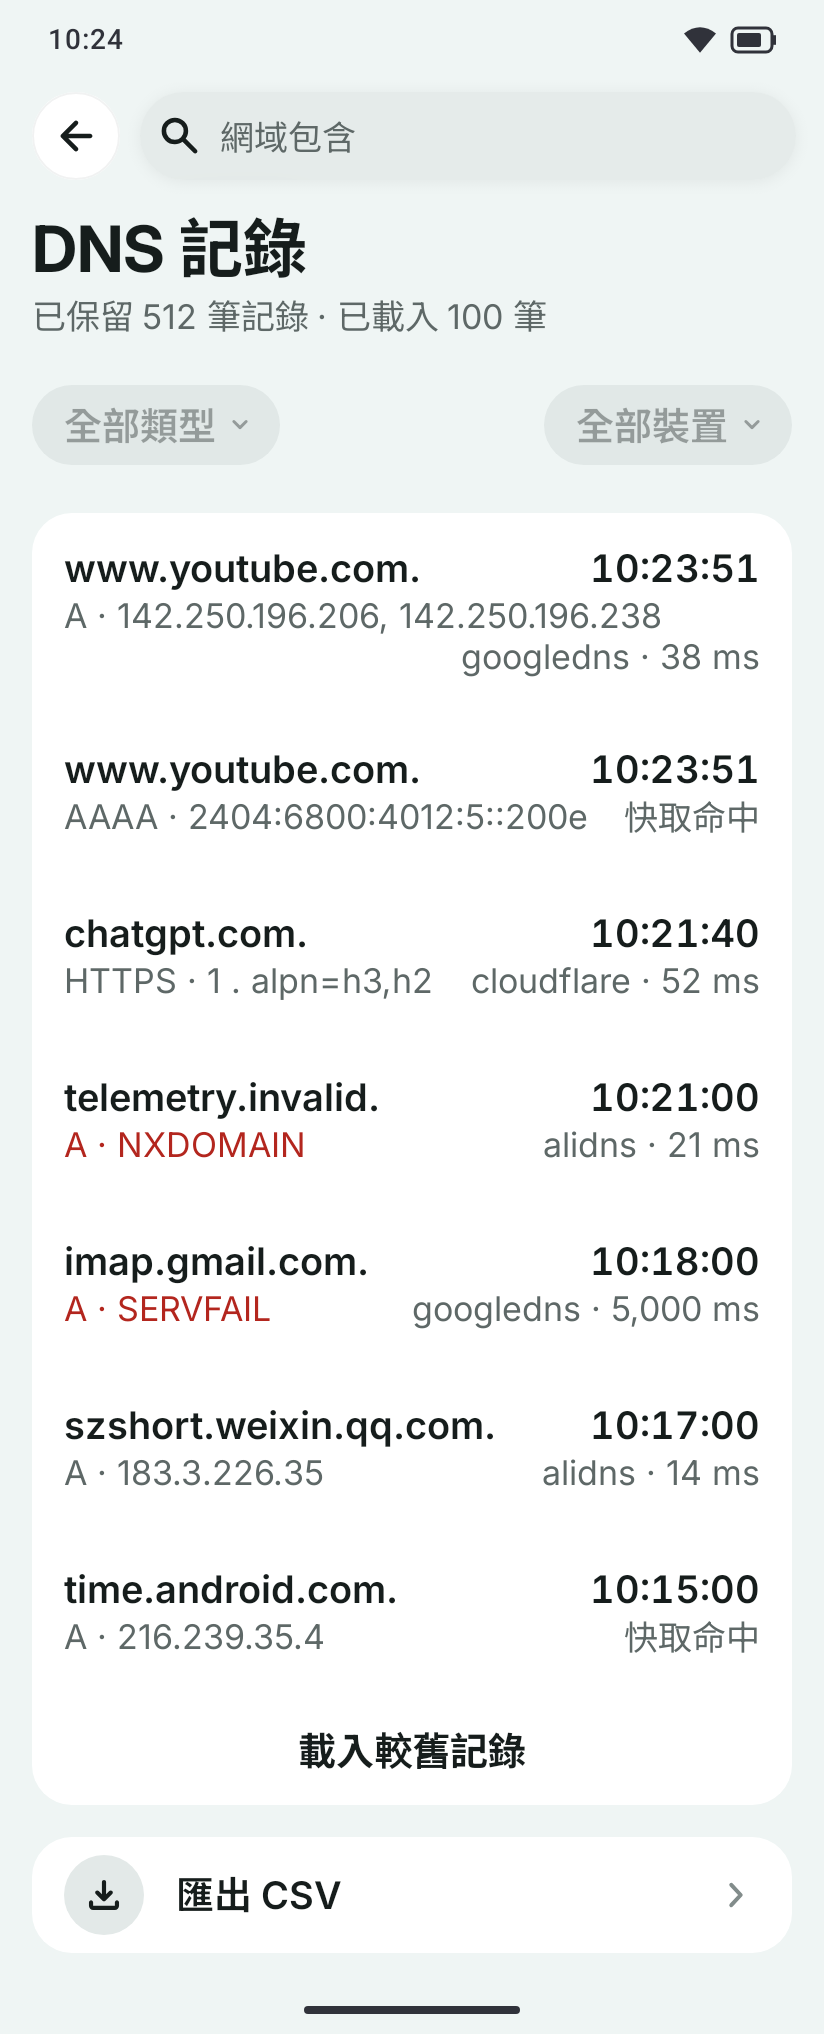 10:24
網域包含
DNS 記錄
已保留 512 筆記錄 · 已載入 100 筆
全部類型 全部裝置
www.youtube.com. 10:23:51
A · 142.250.196.206, 142.250.196.238
googledns · 38 ms
www.youtube.com. 10:23:51
AAAA · 2404:6800:4012:5::200e 快取命中
chatgpt.com. 10:21:40
HTTPS · 1 . alpn=h3,h2 cloudflare · 52 ms
telemetry.invalid. 10:21:00
A · NXDOMAIN alidns · 21 ms
imap.gmail.com. 10:18:00
A · SERVFAIL googledns · 5,000 ms
szshort.weixin.qq.com. 10:17:00
A · 183.3.226.35 alidns · 14 ms
time.android.com. 10:15:00
A · 216.239.35.4 快取命中
載入較舊記錄
匯出 CSV